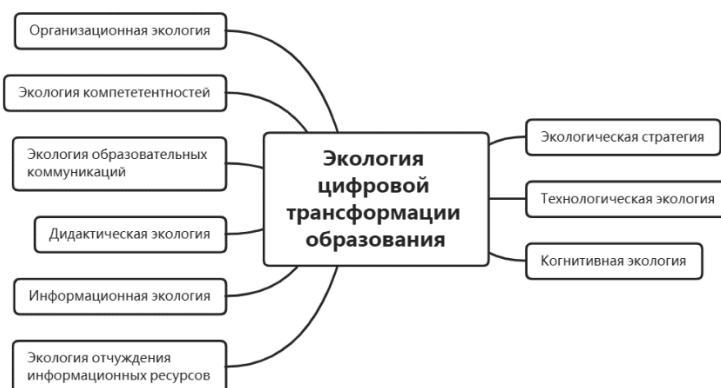 Организационная экология
Экология компететентностей
Экология образовательных
коммуникаций
Дидактическая экология
Информационная экология
Экология отчуждения
информационных ресурсов
Экология
цифровой
трансформации
образования
Экологическая стратегия
Технологическая экология
Когнитивная экология